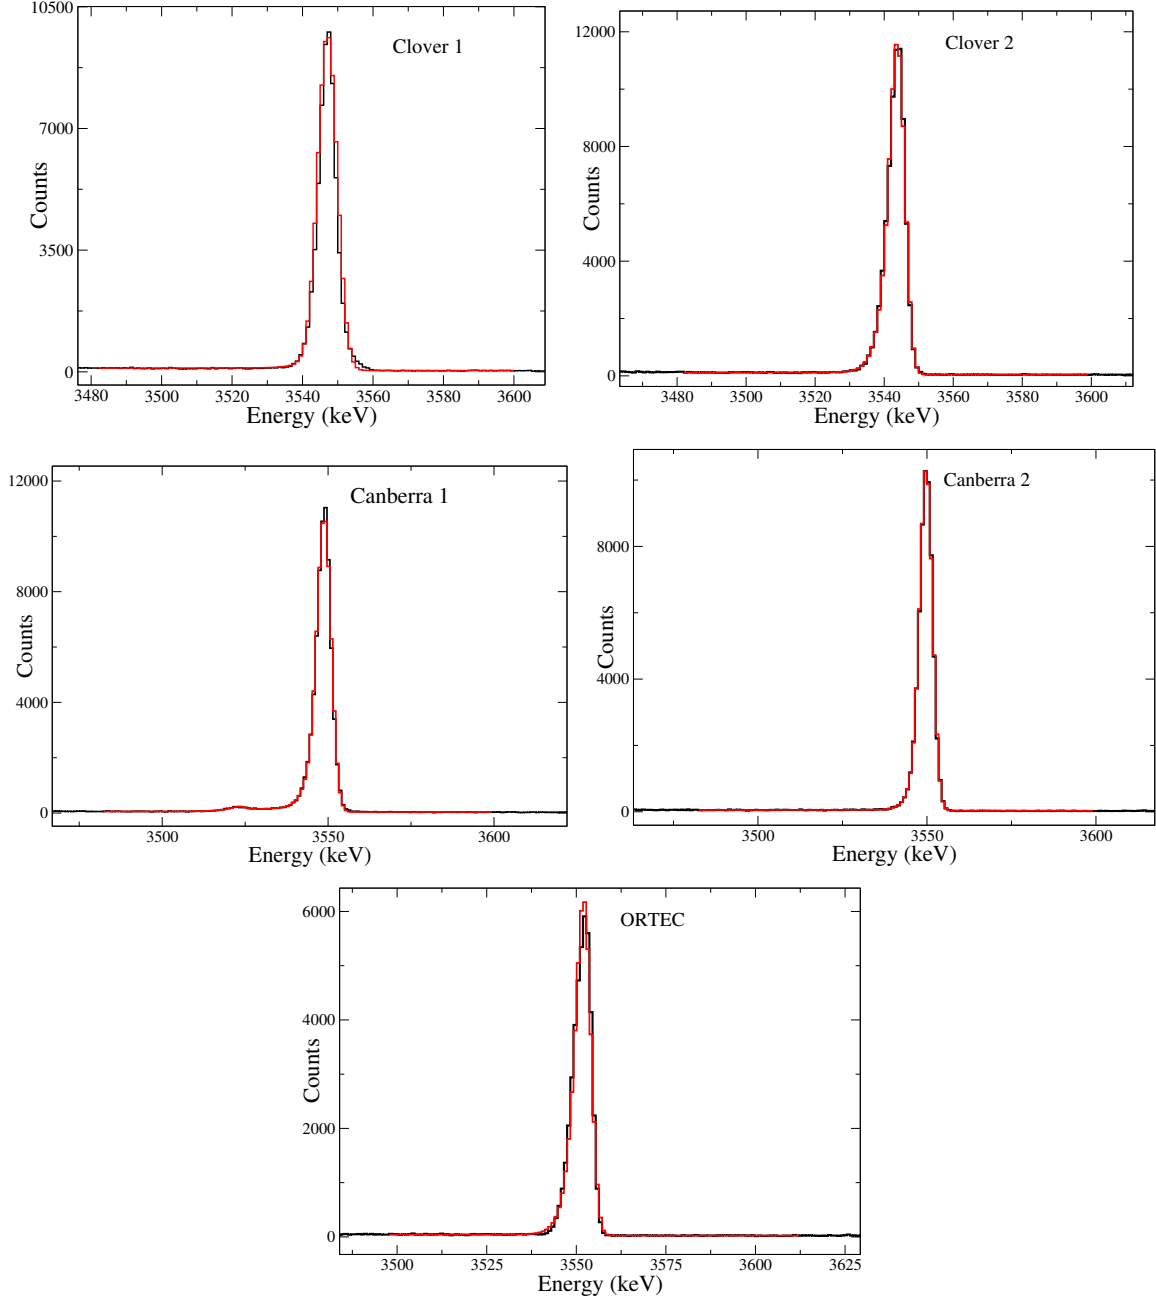 10500
7000
3500
0
Counts
Clover 1
3480 3500 3520 3540 3560 3580 3600
Energy (keV)
12000
8000
4000
0
Counts
Clover 2
3480 3500 3520 3540 3560 3580 3600
Energy (keV)
12000
8000
4000
0
Counts
Canberra 1
3500 3550 3600
Energy (keV)
8000
4000
0
Counts
Canberra 2
3500 3550 3600
Energy (keV)
6000
4000
2000
0
Counts
ORTEC
3500 3525 3550 3575 3600 3625
Energy (keV)